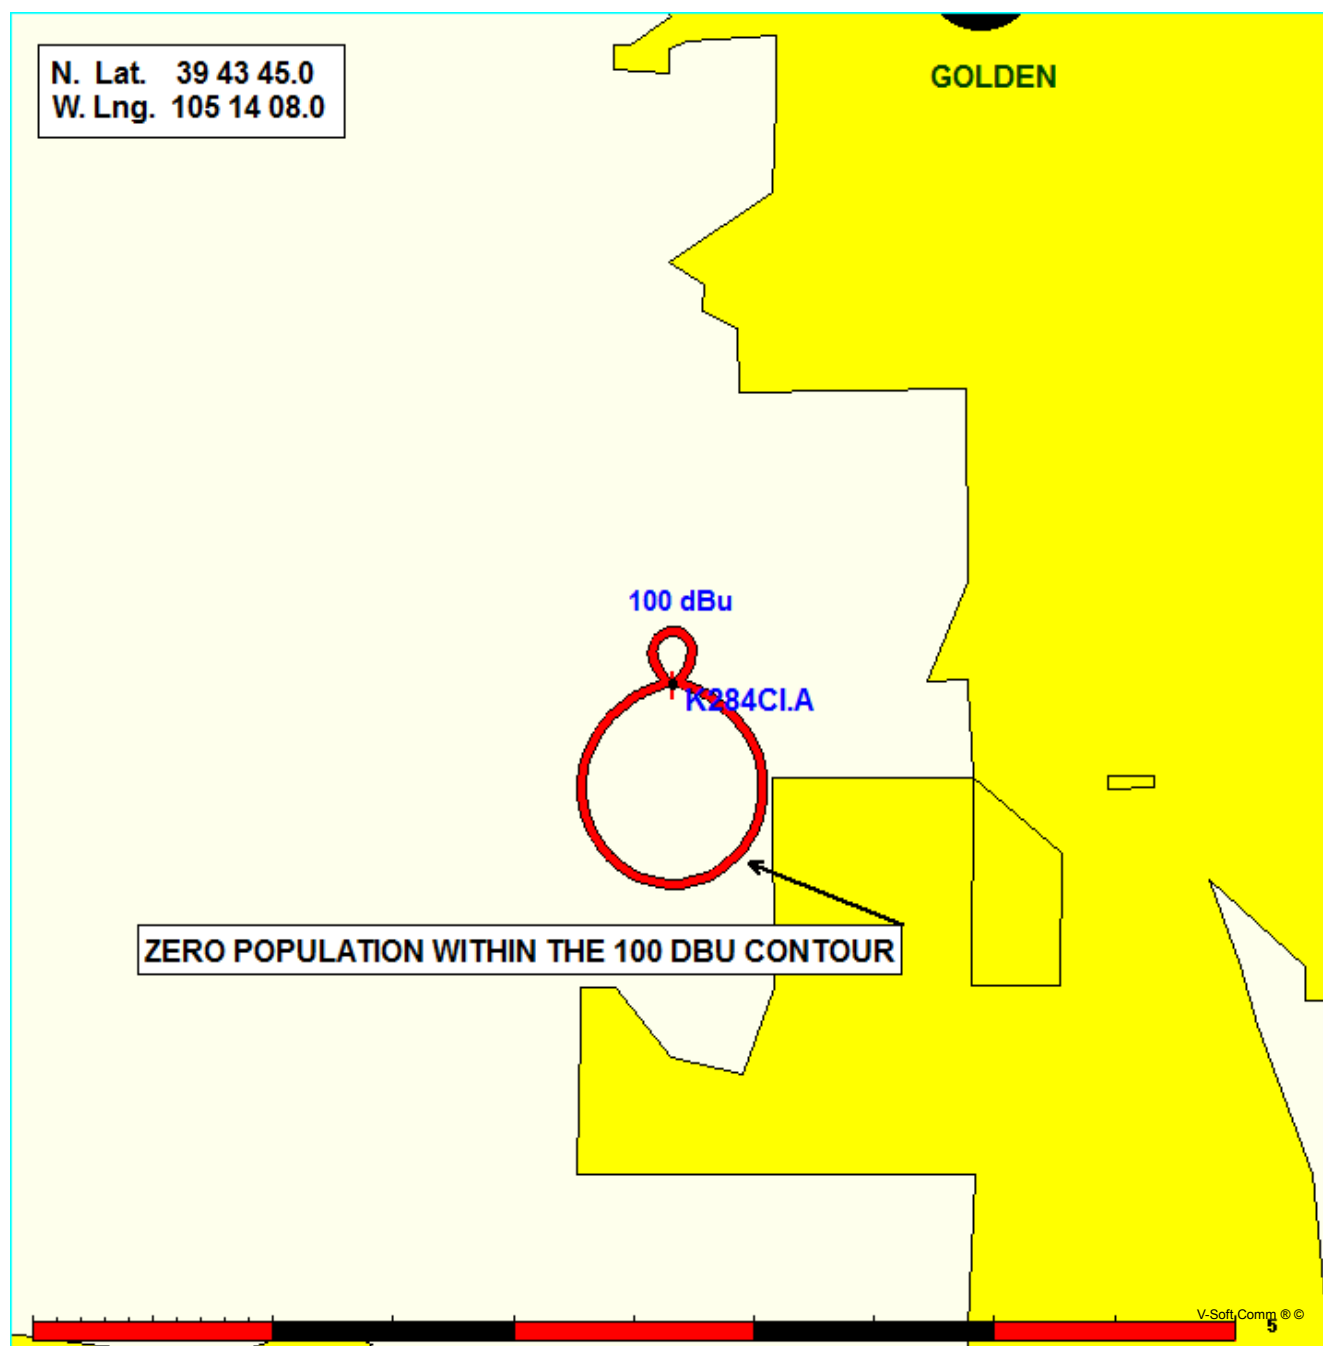 N. Lat. 39 43 45.0
W. Lng. 105 14 08.0
GOLDEN
100 dBu
K284CI.A
ZERO POPULATION WITHIN THE 100 DBU CONTOUR
V-Soft Comm ® ©
5